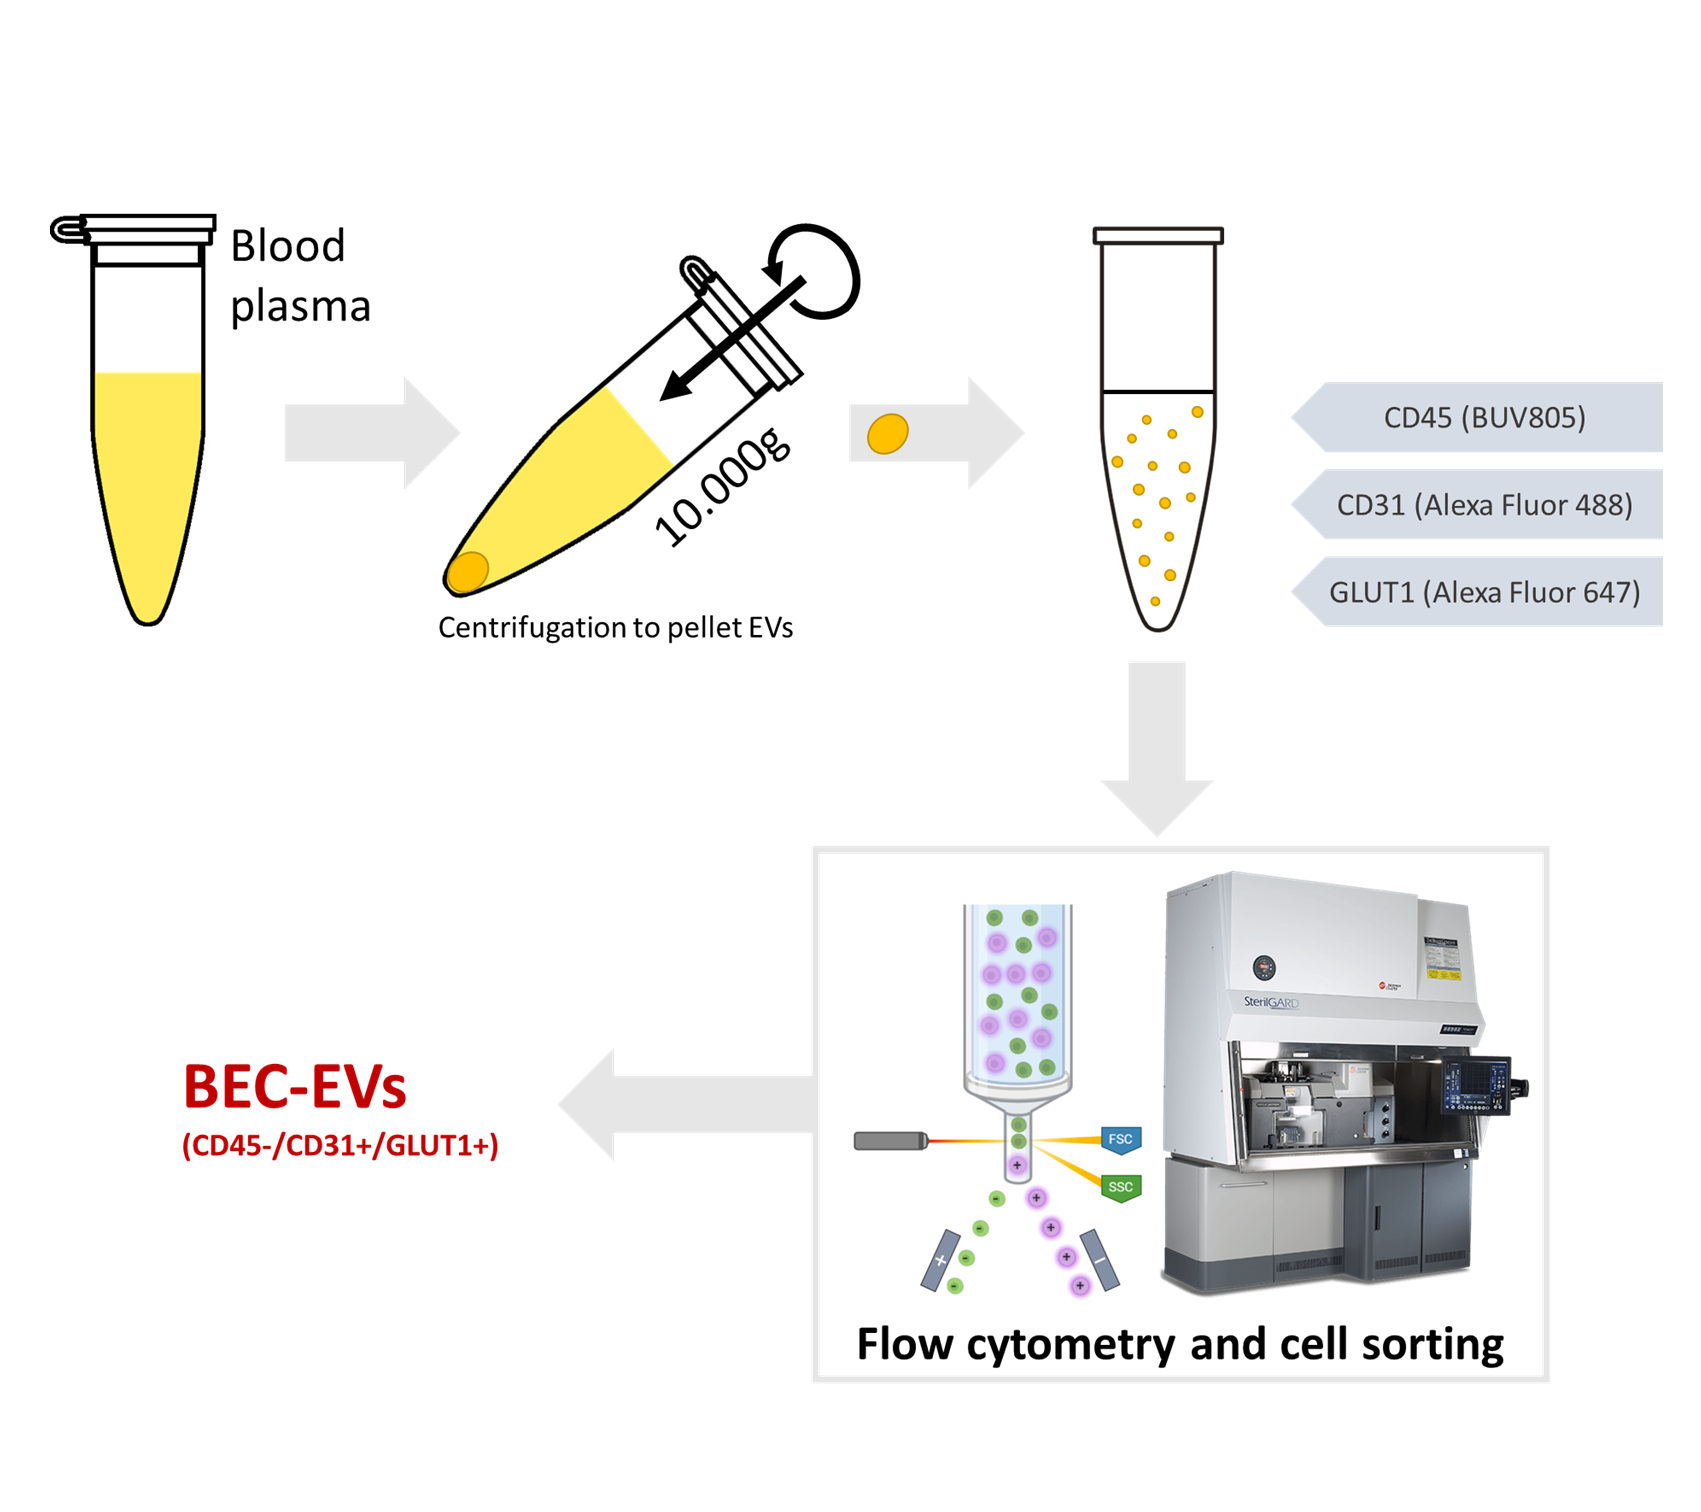 Blood
plasma
10.000g
Centrifugation to pellet EVs
CD45 (BUV805)
CD31 (Alexa Fluor 488)
GLUT1 (Alexa Fluor 647)
FSC
SSC
SterilGARD
Flow cytometry and cell sorting
BEC-EVs
(CD45-/CD31+/GLUT1+)